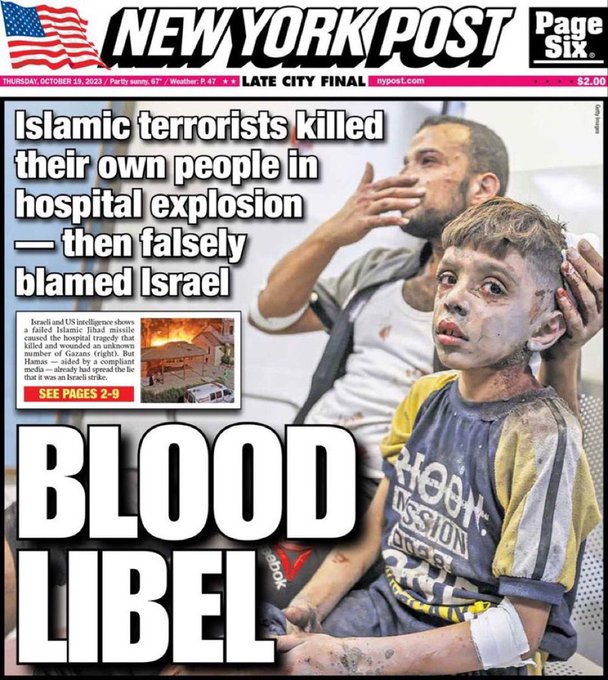 NEW YORK POST
Page
Six®
THURSDAY, OCTOBER 19, 2023 / Partly sunny, 67° / Weather: P. 47 ★★
LATE CITY FINAL
nypost.com
$2.00
Getty Images
Islamic terrorists killed
their own people in
hospital explosion
— then falsely
blamed Israel
Israeli and US intelligence shows
a failed Islamic Jihad missile
caused the hospital tragedy that
killed and wounded an unknown
number of Gazans (right). But
Hamas — aided by a compliant
media — already had spread the lie
that it was an Israeli strike.
SEE PAGES 2-9
BLOOD
LIBEL